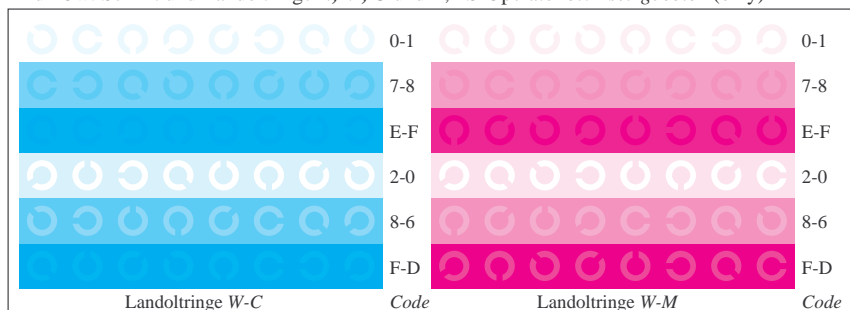 0-1 0-1
7-8 7-8
E-F E-F
2-0 2-0
8-6 8-6
F-D F-D
Landoltringe W-C Code Landoltringe W-M Code